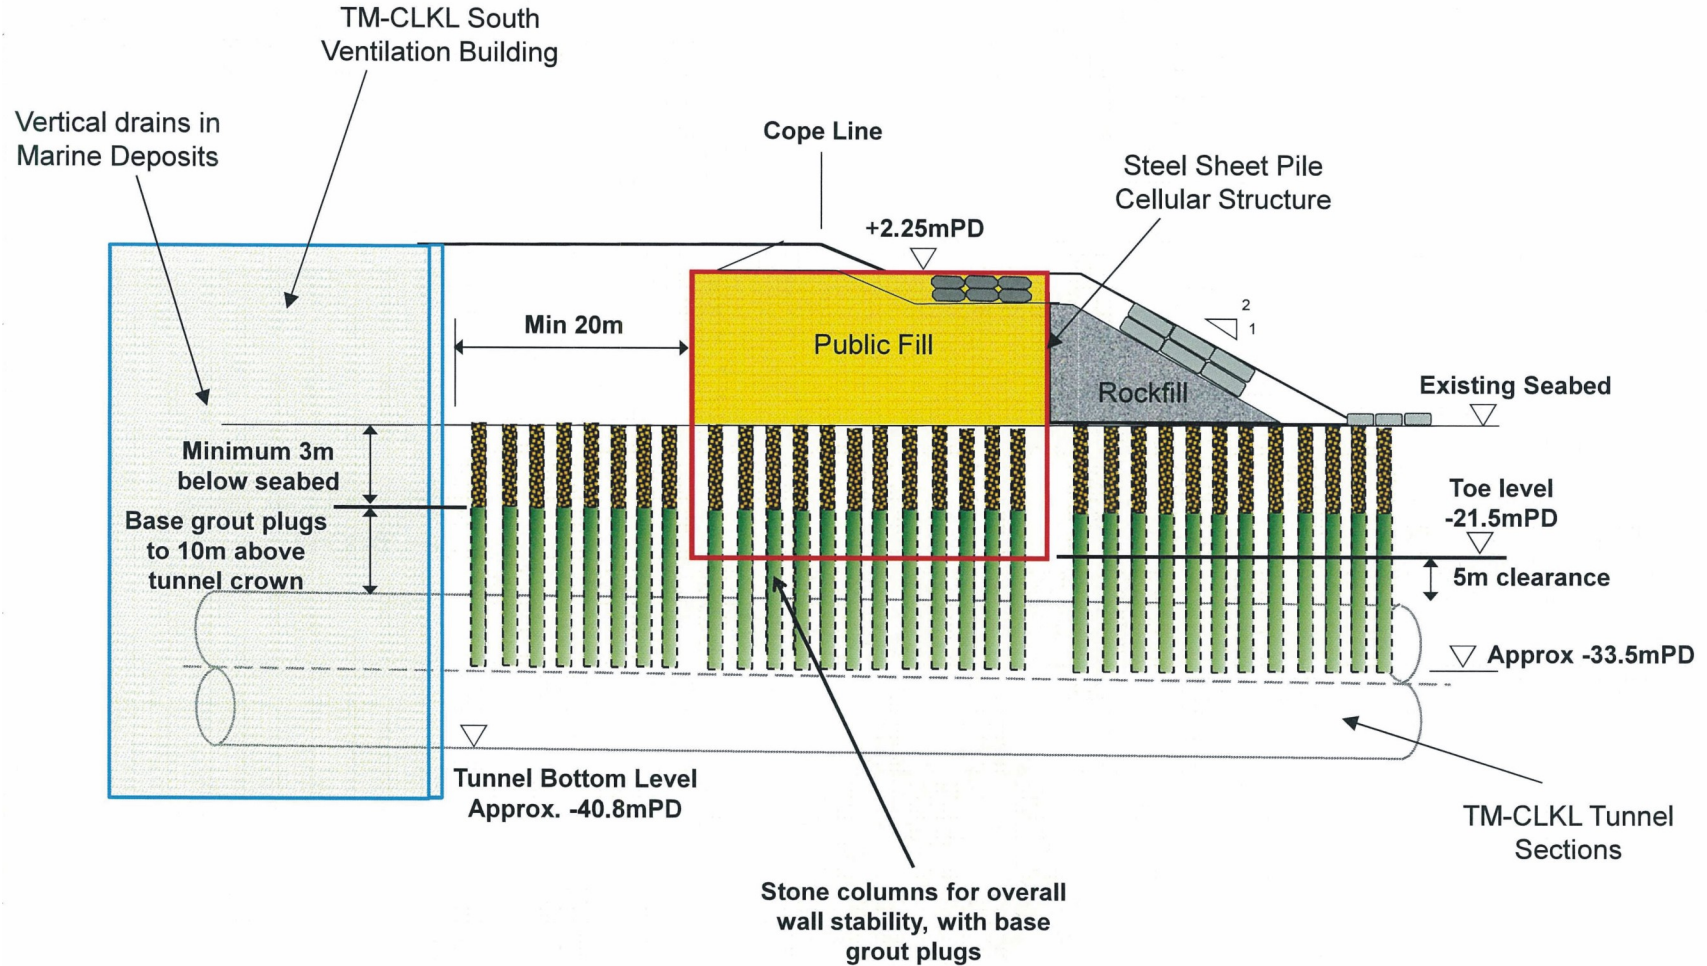 TM-CLKL South
Ventilation Building
Vertical drains in
Marine Deposits
Cope Line
Steel Sheet Pile
Cellular Structure
+2.25mPD
2
1
Min 20m
Public Fill
Rockfill
Existing Seabed
Minimum 3m
below seabed
Toe level
-21.5mPD
Base grout plugs
to 10m above
tunnel crown
5m clearance
Approx -33.5mPD
Tunnel Bottom Level
Approx. -40.8mPD
TM-CLKL Tunnel
Sections
Stone columns for overall
wall stability, with base
grout plugs